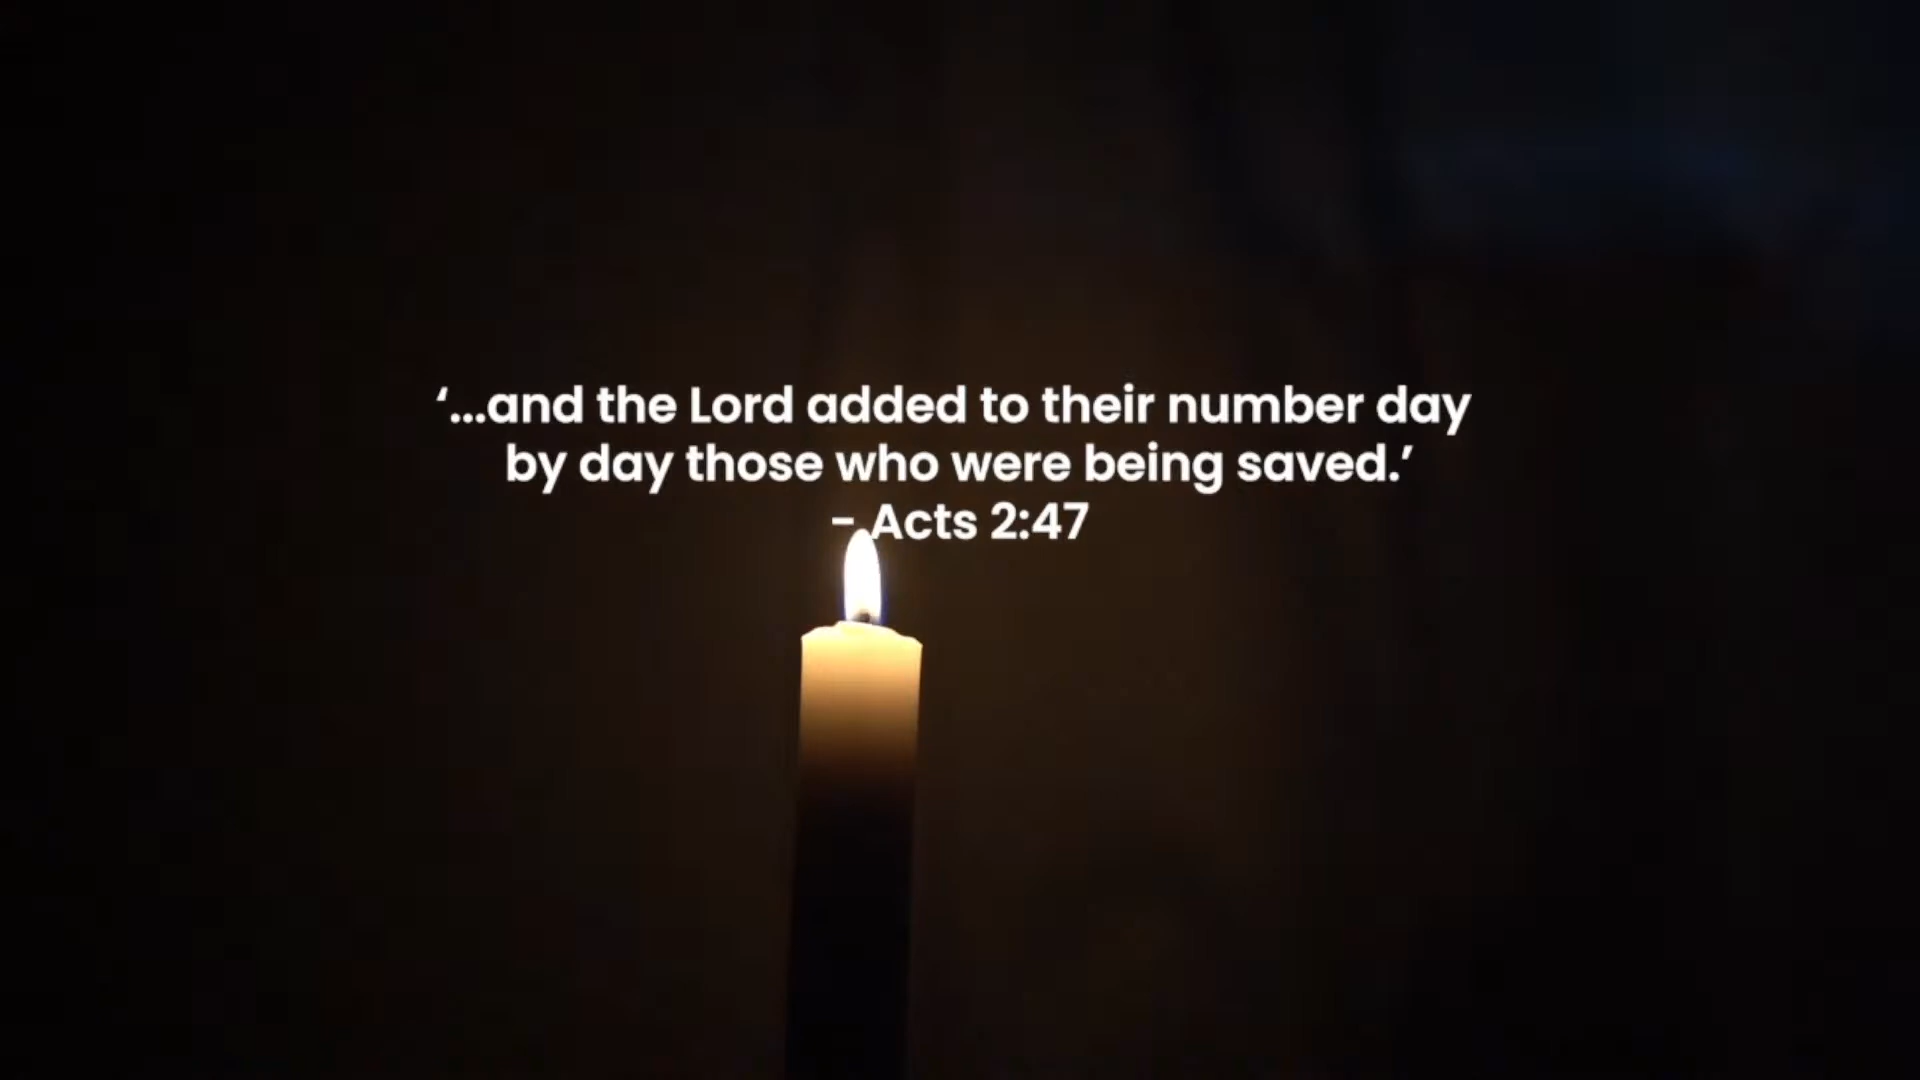 ‘...and the Lord added to their number day
by day those who were being saved.’
- Acts 2:47